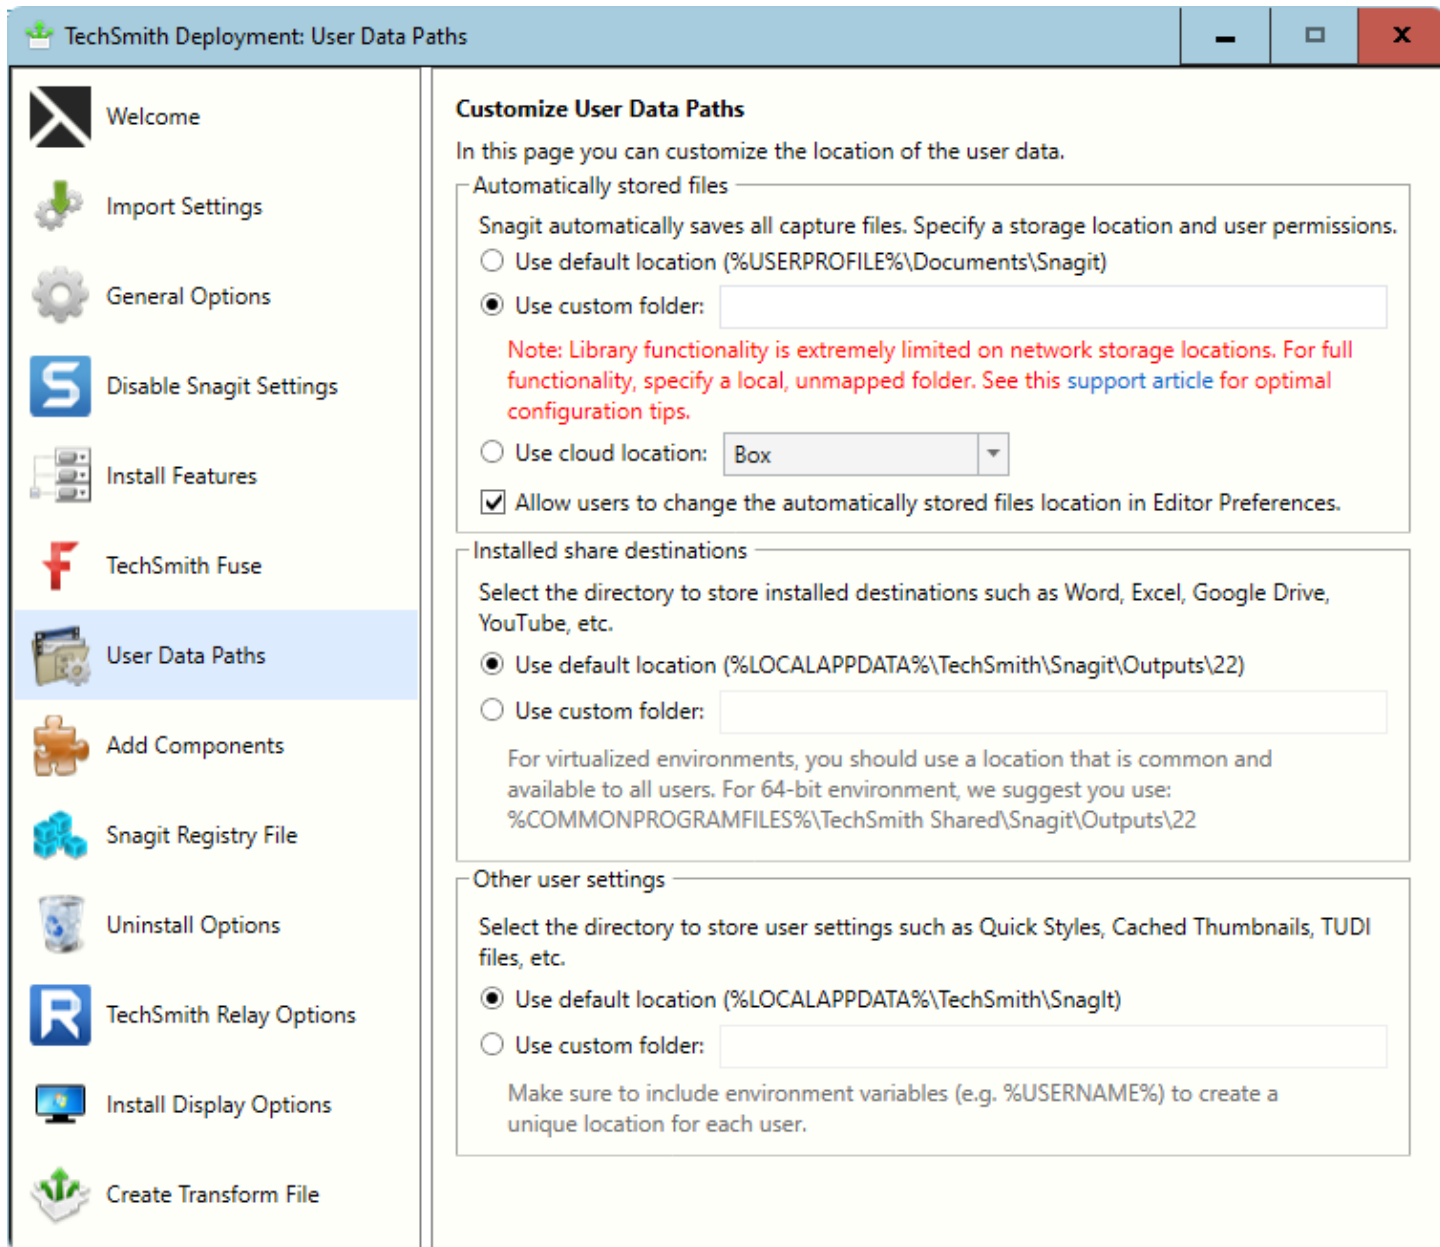 TechSmith Deployment: User Data Paths
Welcome
Import Settings
General Options
Disable Snagit Settings
Install Features
TechSmith Fuse
User Data Paths
Add Components
Snagit Registry File
Uninstall Options
TechSmith Relay Options
Install Display Options
Create Transform File
Customize User Data Paths
In this page you can customize the location of the user data.
Automatically stored files
Snagit automatically saves all capture files. Specify a storage location and user permissions.
Use default location (%USERPROFILE%\Documents\Snagit)
Use custom folder:
Note: Library functionality is extremely limited on network storage locations. For full
functionality, specify a local, unmapped folder. See this support article for optimal
configuration tips.
Use cloud location: Box
Allow users to change the automatically stored files location in Editor Preferences.
Installed share destinations
Select the directory to store installed destinations such as Word, Excel, Google Drive,
YouTube, etc.
Use default location (%LOCALAPPDATA%\TechSmith\Snagit\Outputs\22)
Use custom folder:
For virtualized environments, you should use a location that is common and
available to all users. For 64-bit environment, we suggest you use:
%COMMONPROGRAMFILES%\TechSmith Shared\Snagit\Outputs\22
Other user settings
Select the directory to store user settings such as Quick Styles, Cached Thumbnails, TUDI
files, etc.
Use default location (%LOCALAPPDATA%\TechSmith\SnagIt)
Use custom folder:
Make sure to include environment variables (e.g. %USERNAME%) to create a
unique location for each user.